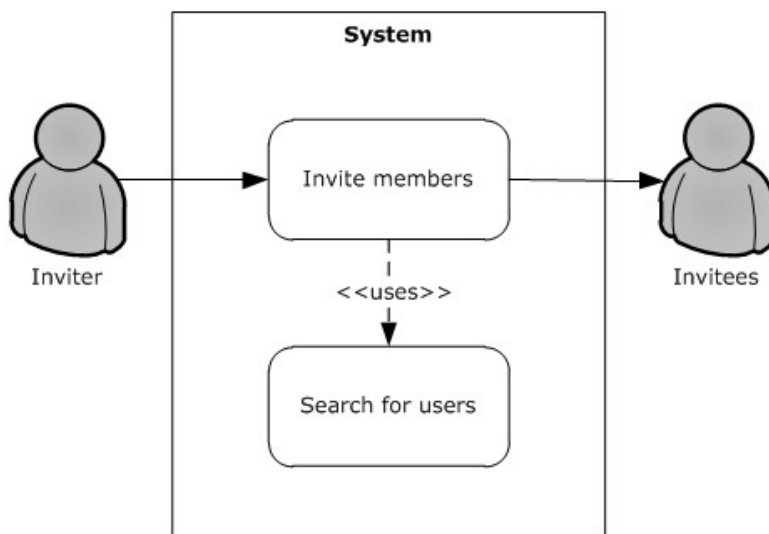 System
Invite members
Inviter
Invitees
<<uses>>
Search for users